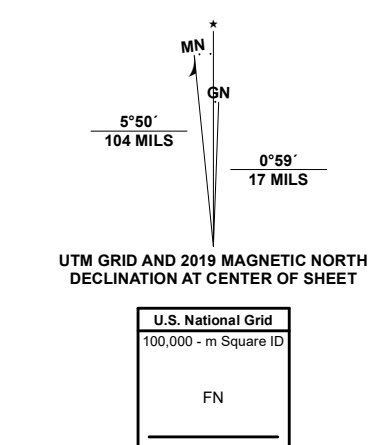 ★
MN
GN
5°50´
104 MILS
0°59´
17 MILS
UTM GRID AND 2019 MAGNETIC NORTH
DECLINATION AT CENTER OF SHEET
U.S. National Grid
100,000 - m Square ID
FN